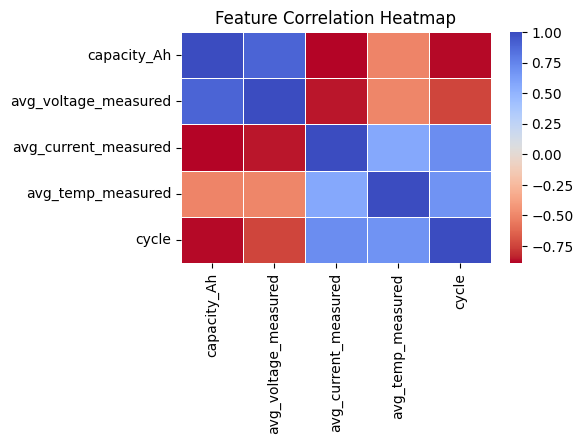 Feature Correlation Heatmap
capacity_Ah
avg_voltage_measured
avg_current_measured
avg_temp_measured
cycle
capacity_Ah
avg_voltage_measured
avg_current_measured
avg_temp_measured
cycle
1.00
0.75
0.50
0.25
0.00
−0.25
−0.50
−0.75